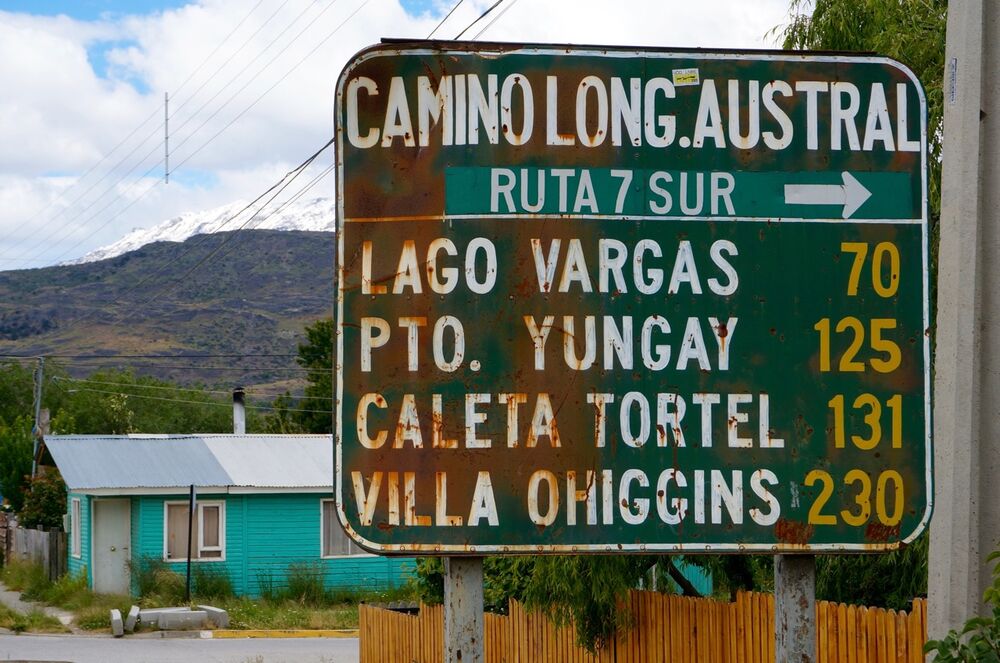 CAMINO LONG. AUSTRAL
RUTA 7 SUR
LAGO VARGAS 70
PTO. YUNGAY 125
CALETA TORTEL 131
VILLA OHIGGINS 230